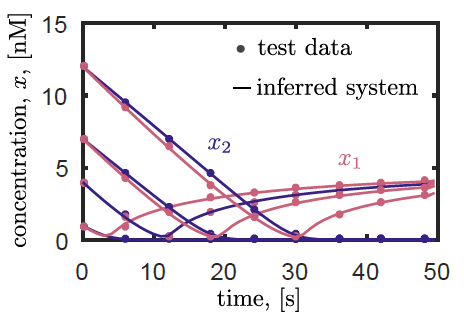 15
10
5
0
concentration, x, [nM]
test data
inferred system
x₂
x₁
0 10 20 30 40 50
time, [s]